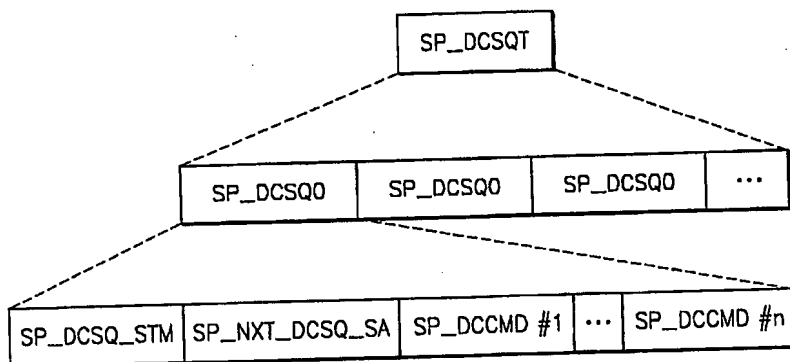 SP_DCSQT
SP_DCSQ0 SP_DCSQ0 SP_DCSQ0 ...
SP_DCSQ_STM SP_NXT_DCSQ_SA SP_DCCMD #1 ... SP_DCCMD #n